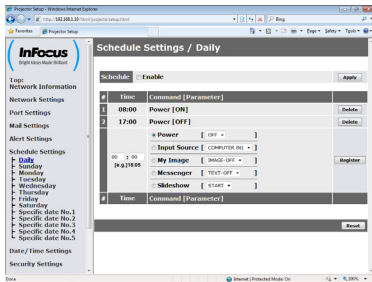 Projector Setup - Windows Internet Explorer
http://192.168.1.10/html/projectorsetup.html
Bing
Favorites
Projector Setup
Page
Safety
Tools
InFocus
Bright Ideas Made Brilliant
Top:
Network Information
Network Settings
Port Settings
Mail Settings
Alert Settings
Schedule Settings
Daily
Sunday
Monday
Tuesday
Wednesday
Thursday
Friday
Saturday
Specific date No.1
Specific date No.2
Specific date No.3
Specific date No.4
Specific date No.5
Date/Time Settings
Security Settings
Schedule Settings / Daily
Schedule Enable Apply
# Time Command [Parameter]
1 08:00 Power [ON] Delete
2 17:00 Power [OFF] Delete
Power [ OFF ]
Input Source [ COMPUTER IN1 ]
00 : 00 My Image [ IMAGE-OFF ] Register
[e.g.]18:05
Messenger [ TEXT-OFF ]
Slideshow [ START ]
# Time Command [Parameter]
Reset
Done
Internet | Protected Mode: On
100%